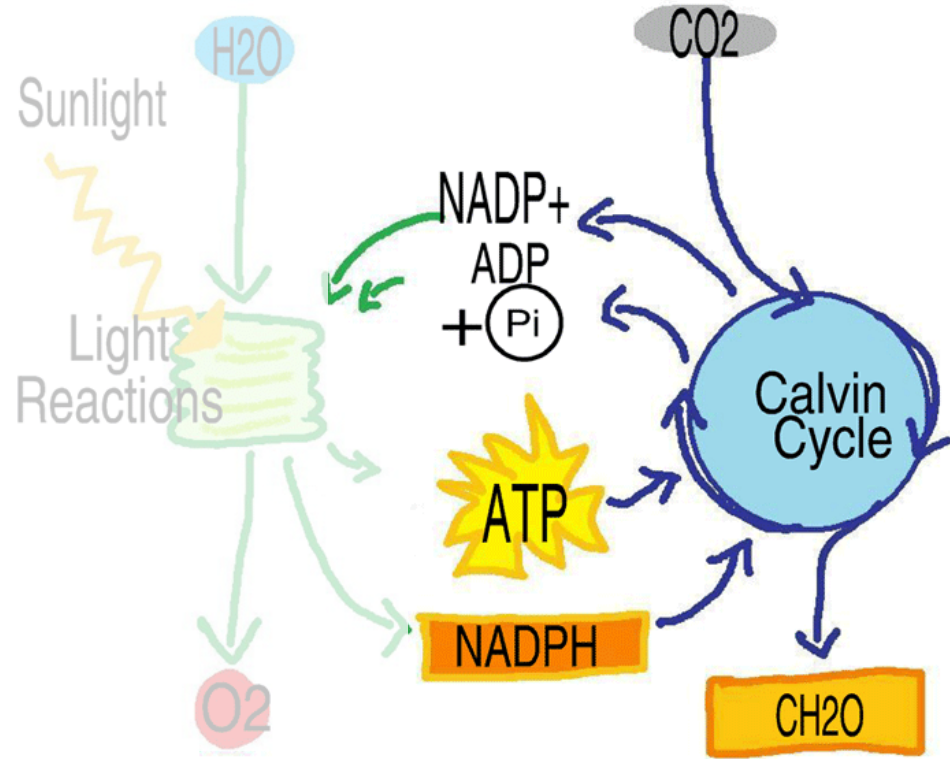 H2O
CO2
Sunlight
NADP+
ADP
+ Pi
Light
Reactions
Calvin
Cycle
ATP
NADPH
O2
CH2O